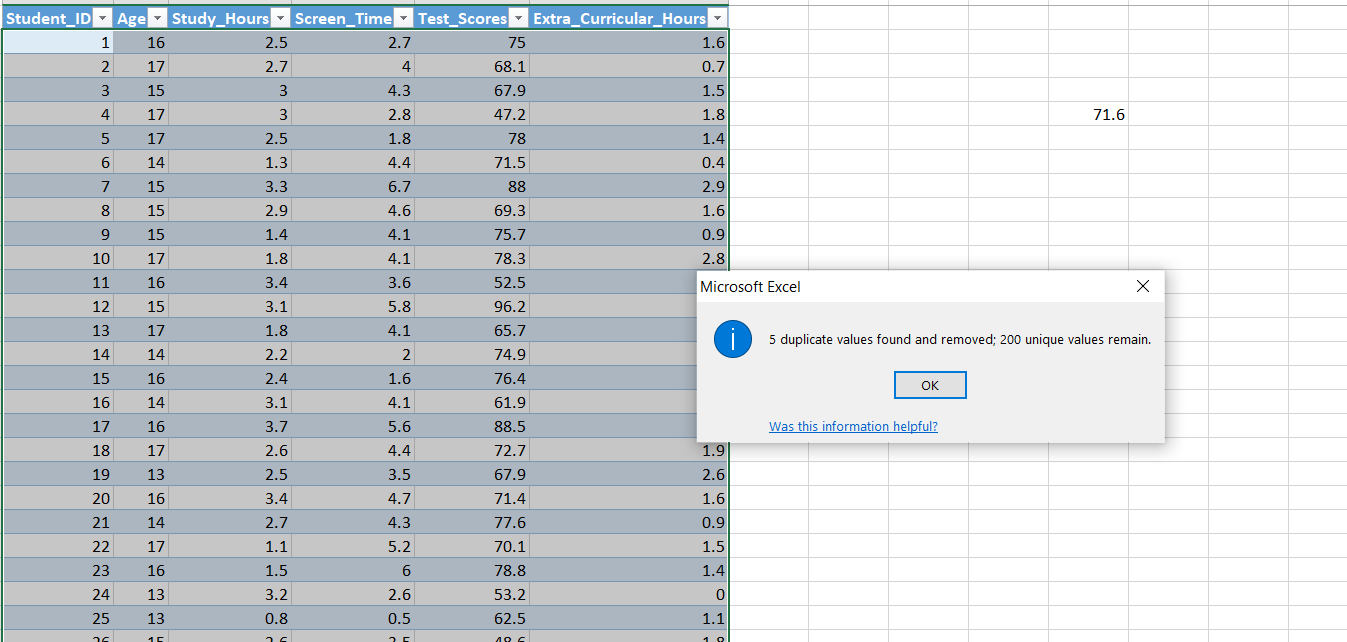 Student_ID Age Study_Hours Screen_Time Test_Scores Extra_Curricular_Hours
1 16 2.5 2.7 75 1.6
2 17 2.7 4 68.1 0.7
3 15 3 4.3 67.9 1.5
4 17 3 2.8 47.2 1.8 71.6
5 17 2.5 1.8 78 1.4
6 14 1.3 4.4 71.5 0.4
7 15 3.3 6.7 88 2.9
8 15 2.9 4.6 69.3 1.6
9 15 1.4 4.1 75.7 0.9
10 17 1.8 4.1 78.3 2.8
11 16 3.4 3.6 52.5
12 15 3.1 5.8 96.2
13 17 1.8 4.1 65.7
14 14 2.2 2 74.9
15 16 2.4 1.6 76.4
16 14 3.1 4.1 61.9
17 16 3.7 5.6 88.5
18 17 2.6 4.4 72.7 1.9
19 13 2.5 3.5 67.9 2.6
20 16 3.4 4.7 71.4 1.6
21 14 2.7 4.3 77.6 0.9
22 17 1.1 5.2 70.1 1.5
23 16 1.5 6 78.8 1.4
24 13 3.2 2.6 53.2 0
25 13 0.8 0.5 62.5 1.1
26 15 2.6
Microsoft Excel
5 duplicate values found and removed; 200 unique values remain.
OK
Was this information helpful?